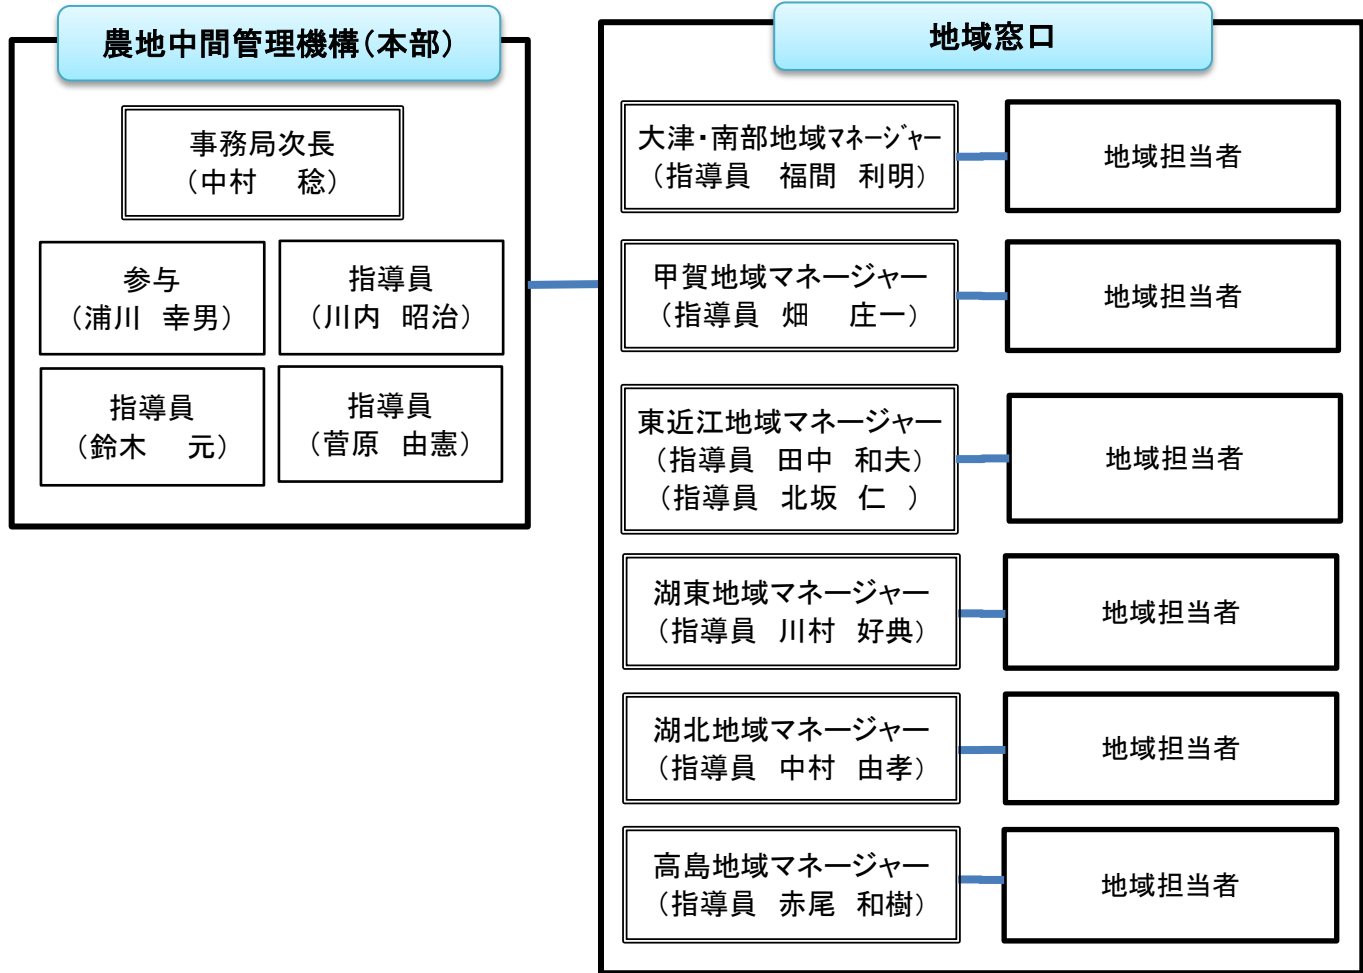 農地中間管理機構（本部）
事務局次長
（中村　　稔）
参与
（浦川　幸男）
指導員
（川内　昭治）
指導員
（鈴木　　元）
指導員
（菅原　由憲）
地域窓口
大津・南部地域マネージャー
（指導員　福間　利明）
地域担当者
甲賀地域マネージャー
（指導員　畑　　庄一）
地域担当者
東近江地域マネージャー
（指導員　田中　和夫）
（指導員　北坂　仁　）
地域担当者
湖東地域マネージャー
（指導員　川村　好典）
地域担当者
湖北地域マネージャー
（指導員　中村　由孝）
地域担当者
高島地域マネージャー
（指導員　赤尾　和樹）
地域担当者